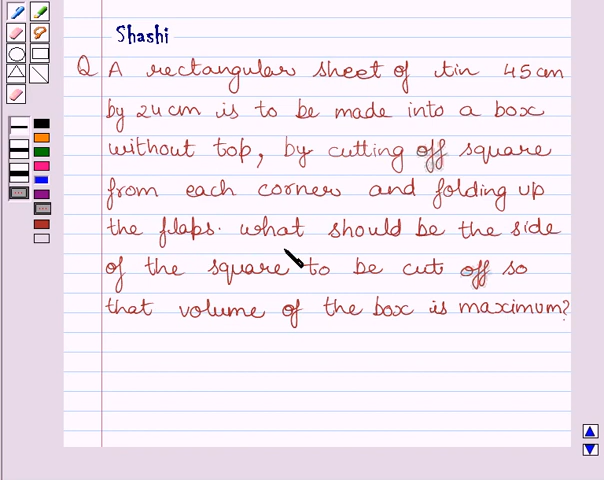 Shashi
Q A rectangular sheet of tin 45 cm
by 24 cm is to be made into a box
without top, by cutting off square
from each corner and folding up
the flaps. what should be the side
of the square to be cut off so
that volume of the box is maximum?